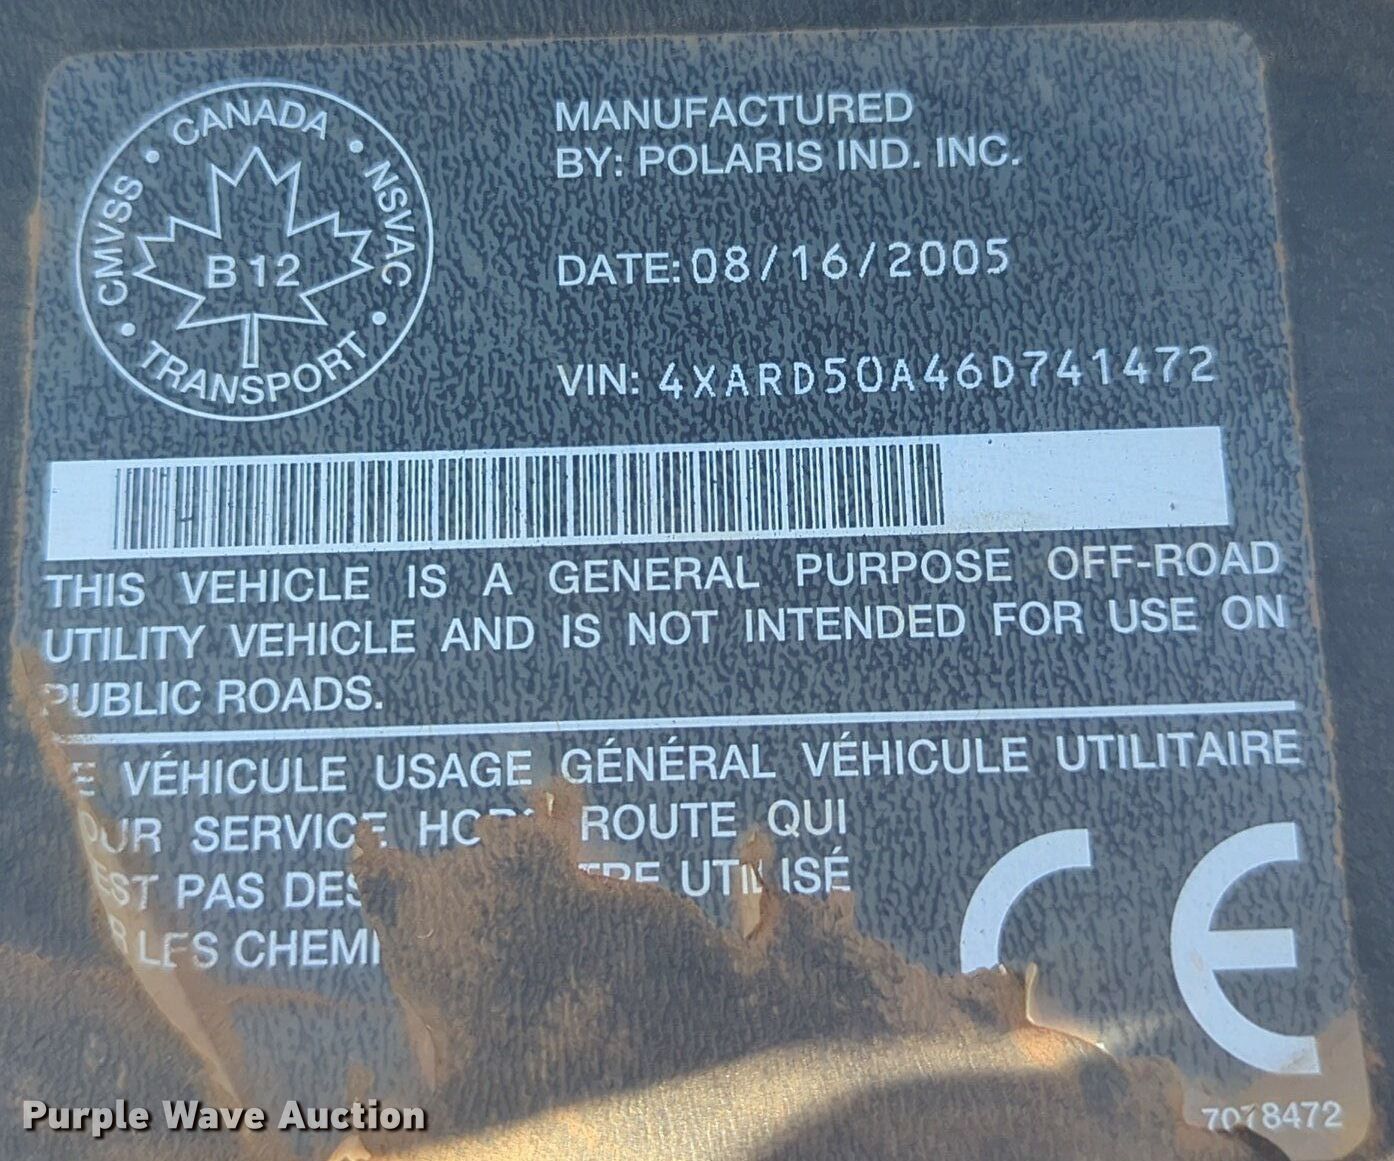 CANADA
CMVSS
NSVAC
B12
TRANSPORT
MANUFACTURED
BY: POLARIS IND. INC.
DATE: 08/16/2005
VIN: 4XARD50A46D741472
THIS VEHICLE IS A GENERAL PURPOSE OFF-ROAD
UTILITY VEHICLE AND IS NOT INTENDED FOR USE ON
PUBLIC ROADS.
VÉHICULE USAGE GÉNÉRAL VÉHICULE UTILITAIRE
SERVICE ROUTE QUI
PAS UTILISÉ
LES
CE
7078472
Purple Wave Auction